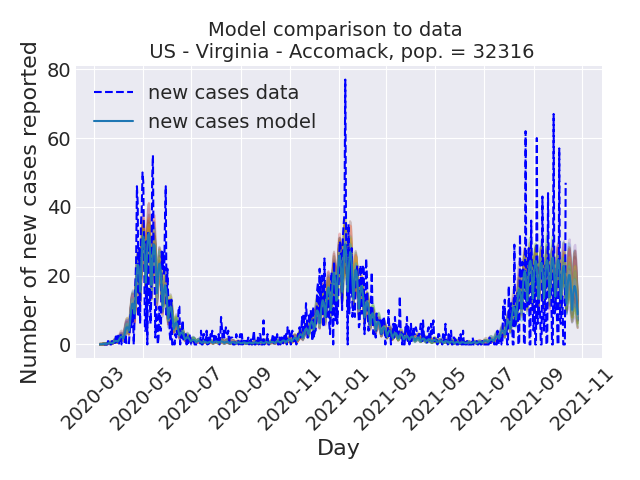 Model comparison to data
US - Virginia - Accomack, pop. = 32316
Number of new cases reported
80
60
40
20
0
new cases data
new cases model
2020-03
2020-05
2020-07
2020-09
2020-11
2021-01
2021-03
2021-05
2021-07
2021-09
2021-11
Day